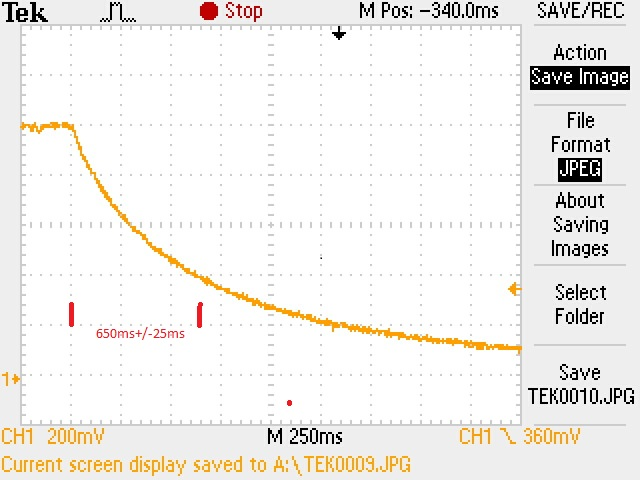 Tek Stop M Pos: -340.0ms SAVE/REC
Action
Save Image
File
Format
JPEG
About
Saving
Images
Select
Folder
Save
TEK0010.JPG
650ms+/-25ms
1
CH1 200mV M 250ms CH1 360mV
Current screen display saved to A:\TEK0009.JPG